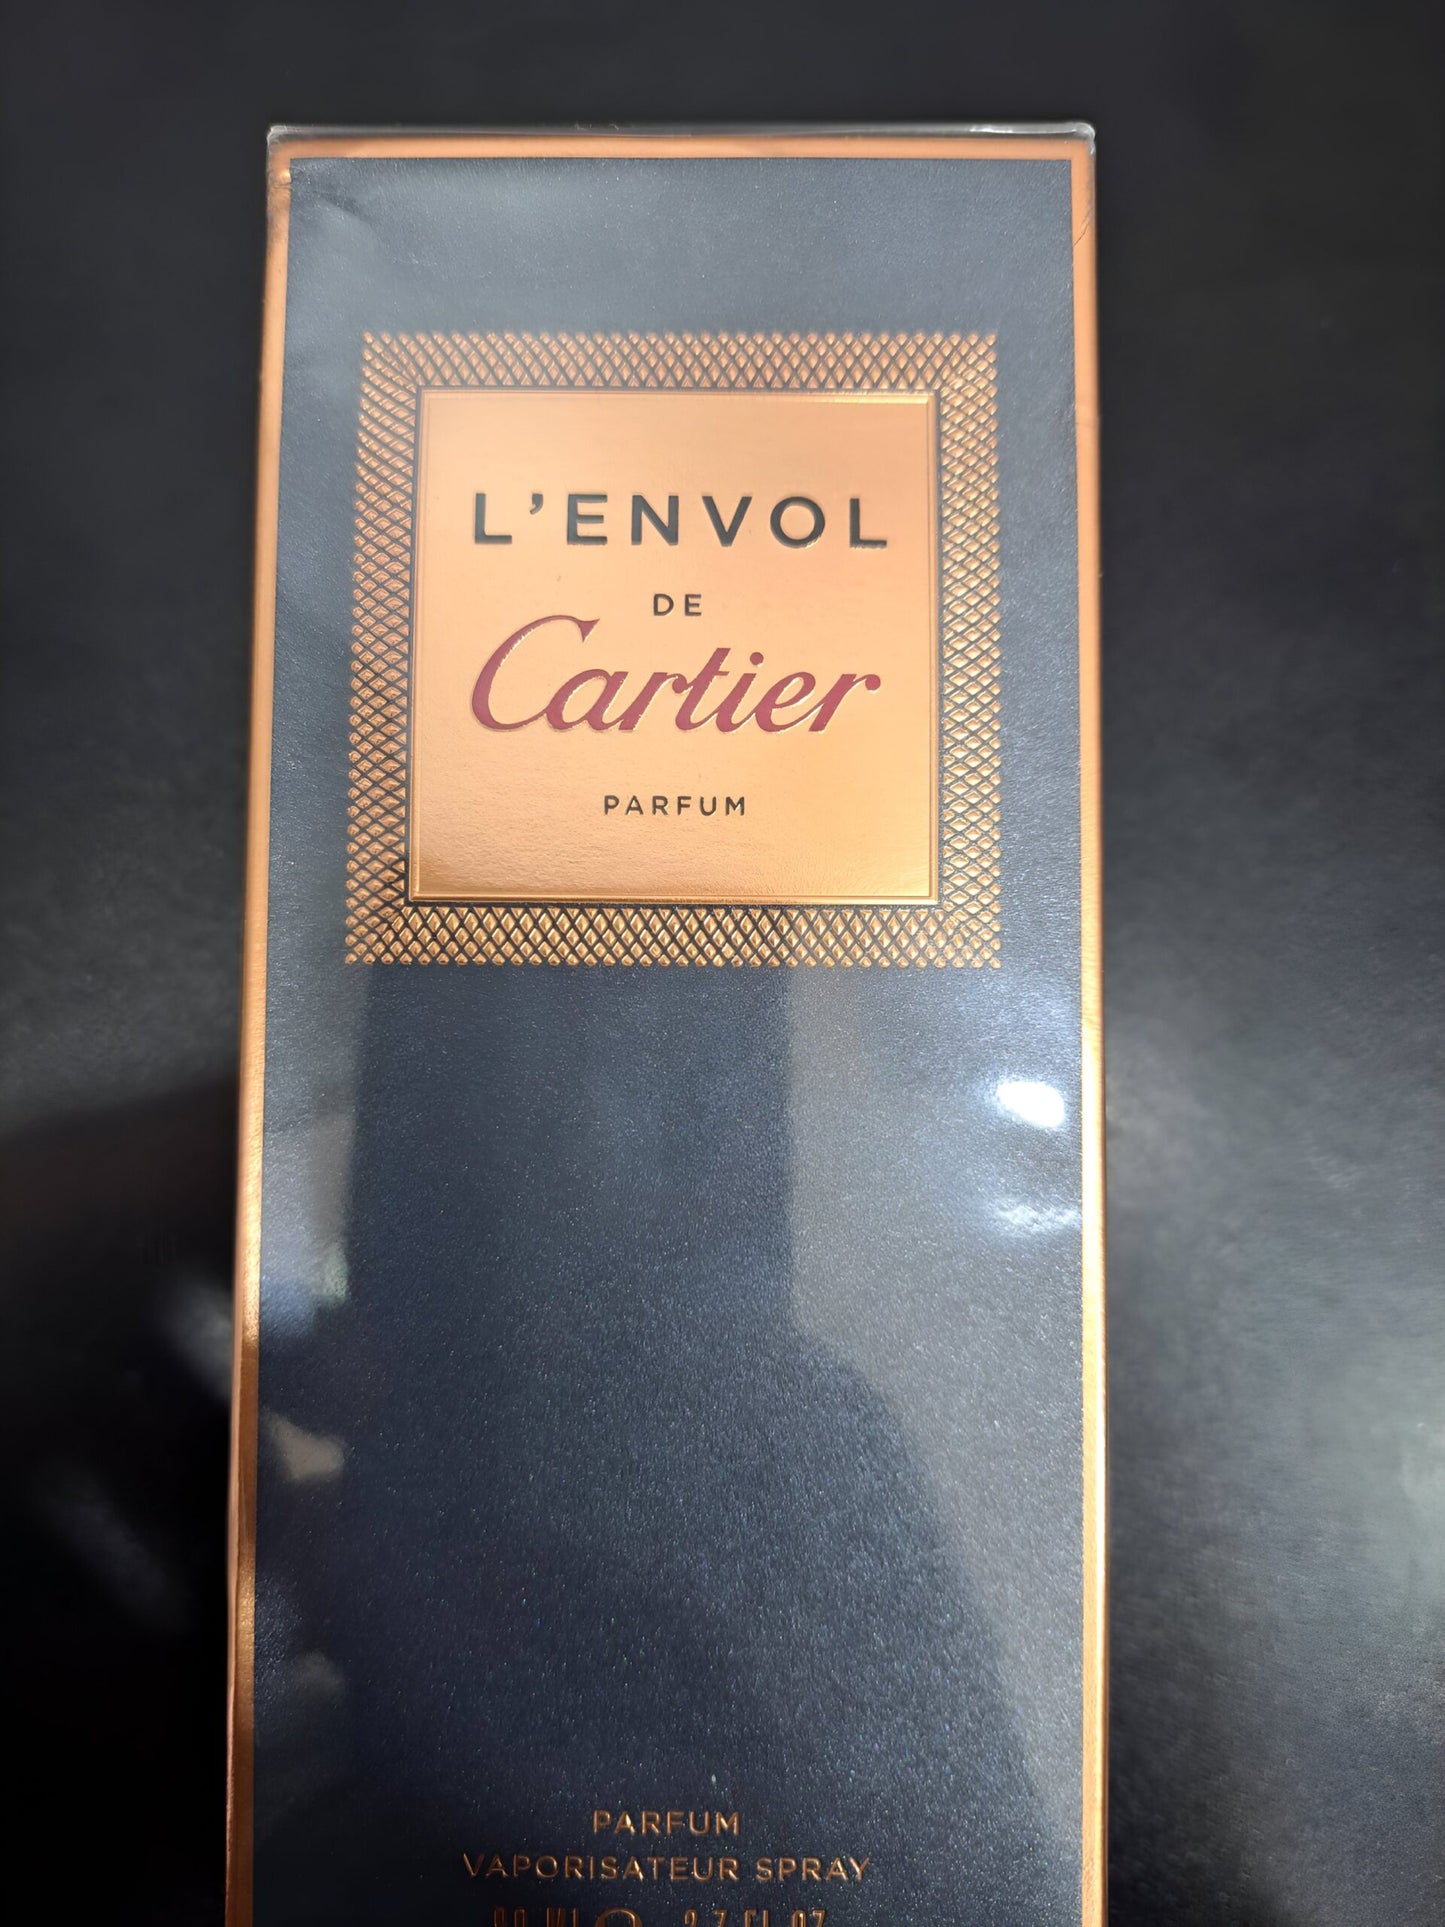 L'ENVOL
DE
Cartier
PARFUM
PARFUM
VAPORISATEUR SPRAY